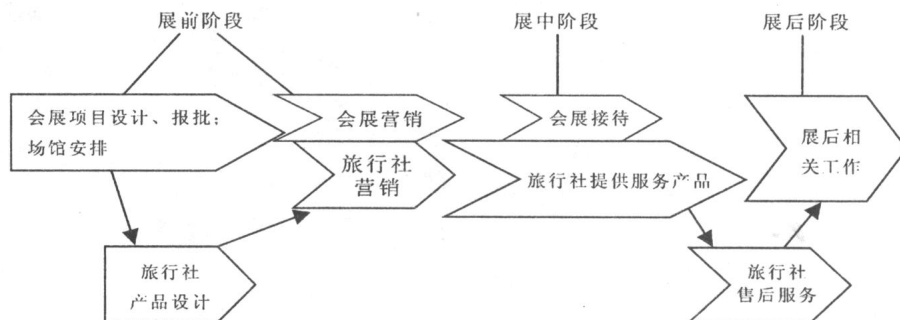 展前阶段
展中阶段
展后阶段
会展项目设计、报批；
场馆安排
会展营销
会展接待
展后相
关工作
旅行社
营销
旅行社提供服务产品
旅行社
产品设计
旅行社
售后服务